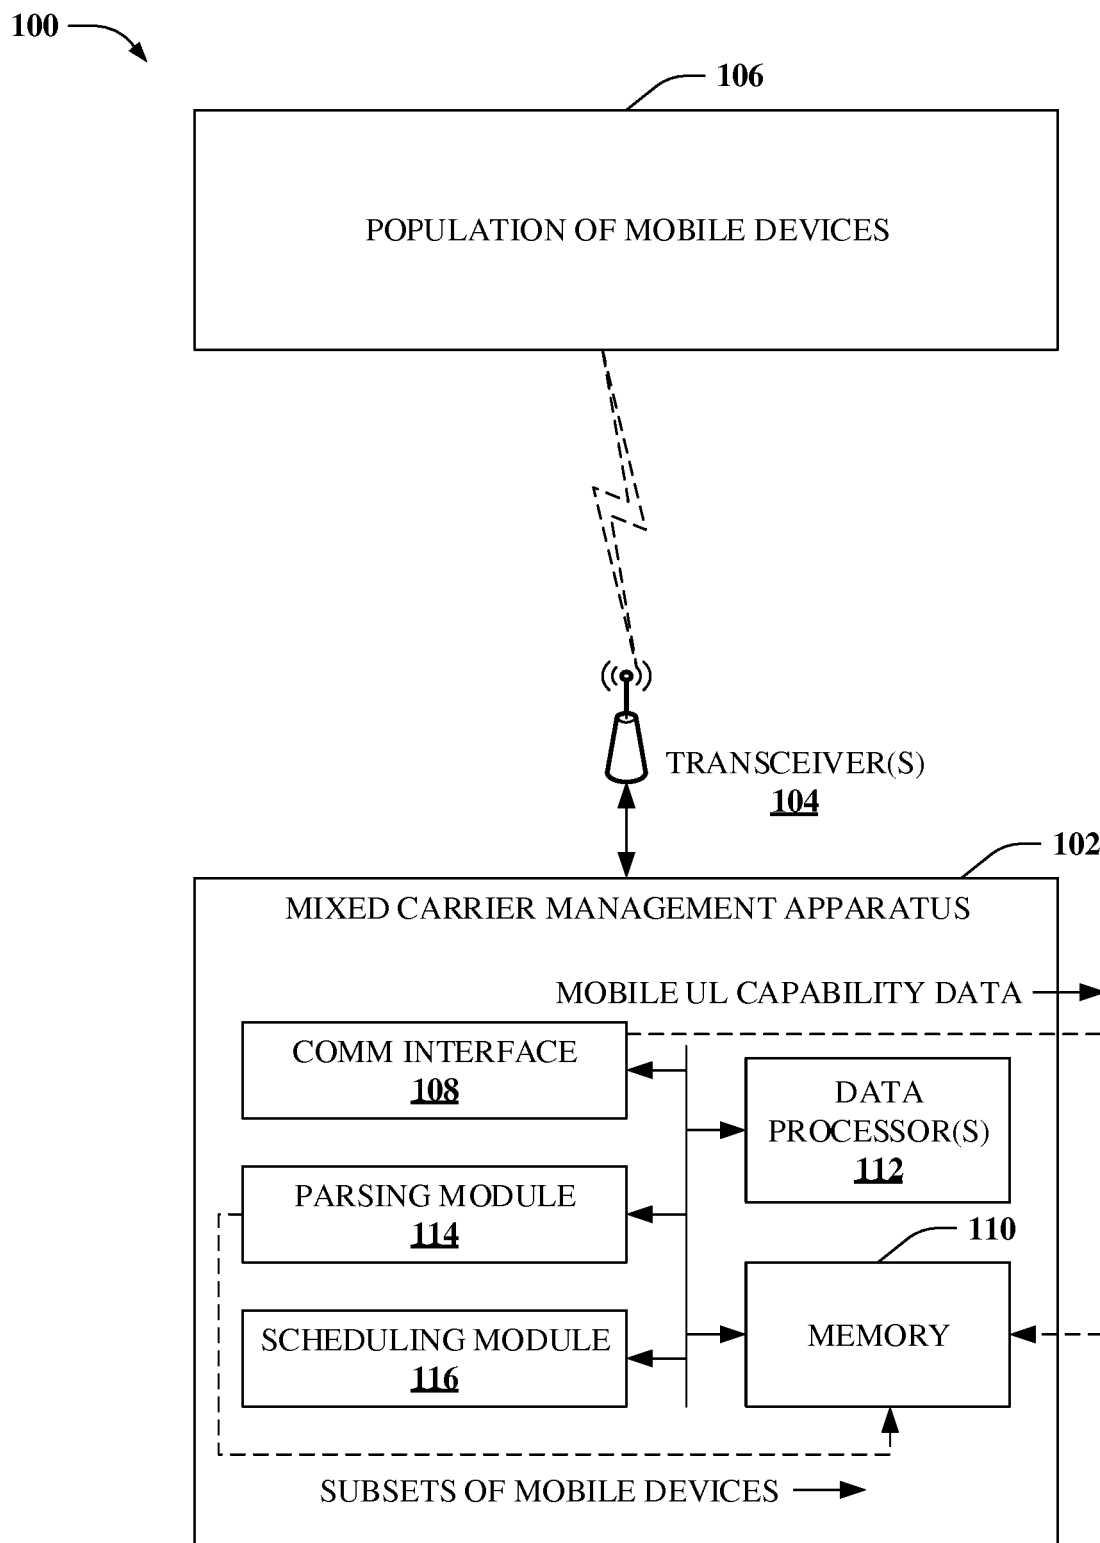 100
106
POPULATION OF MOBILE DEVICES
TRANSCEIVER(S)
104
102
MIXED CARRIER MANAGEMENT APPARATUS
MOBILE UL CAPABILITY DATA
COMM INTERFACE
108
DATA
PROCESSOR(S)
112
PARSING MODULE
114
110
MEMORY
SCHEDULING MODULE
116
SUBSETS OF MOBILE DEVICES